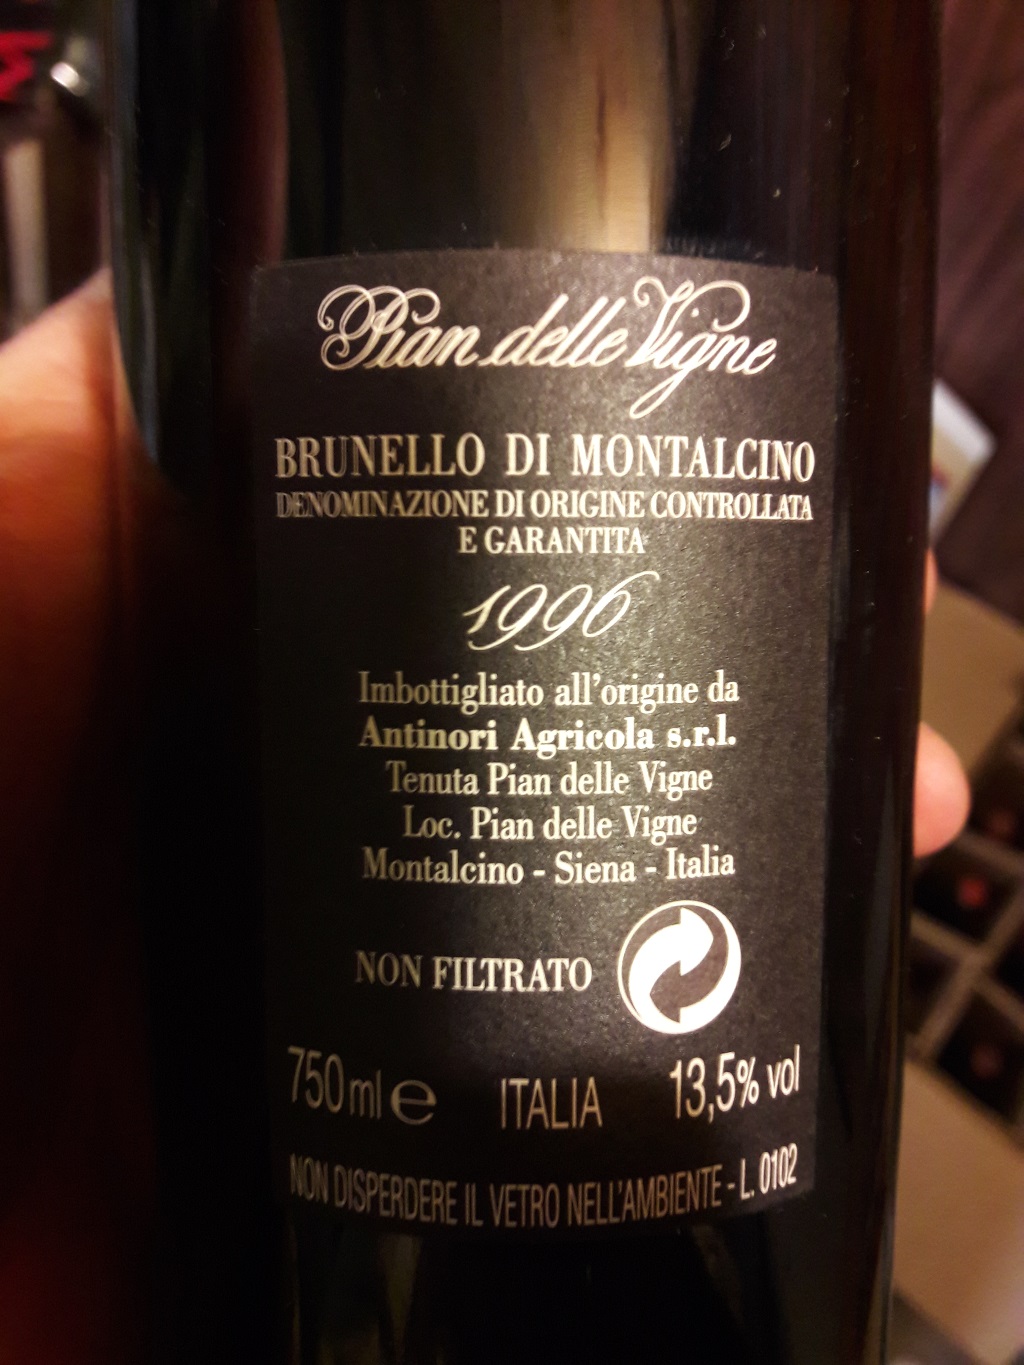 Pian delle Vigne
BRUNELLO DI MONTALCINO
DENOMINAZIONE DI ORIGINE CONTROLLATA
E GARANTITA
1996
Imbottigliato all'origine da
Antinori Agricola s.r.l.
Tenuta Pian delle Vigne
Loc. Pian delle Vigne
Montalcino - Siena - Italia
NON FILTRATO
750 ml e ITALIA 13,5% vol
NON DISPERDERE IL VETRO NELL'AMBIENTE - L. 0102